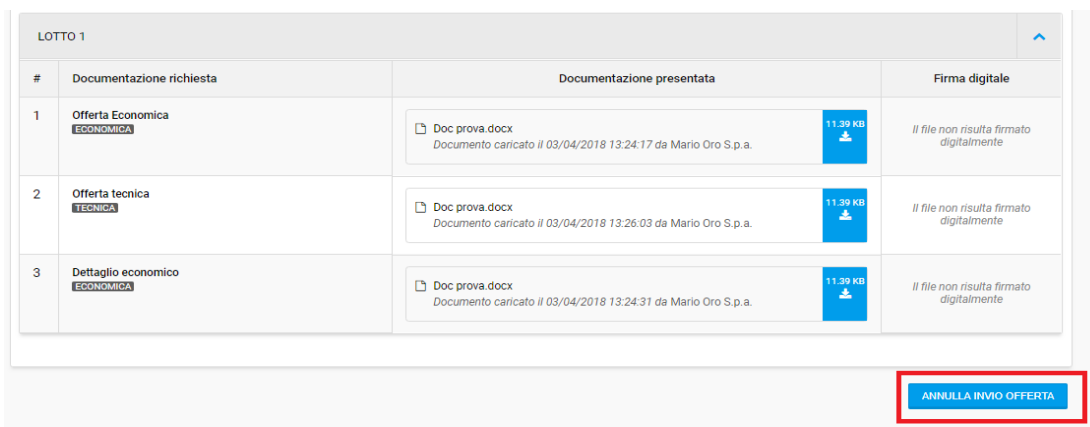 LOTTO 1
# Documentazione richiesta Documentazione presentata Firma digitale
1 Offerta Economica
ECONOMICA
Doc prova.docx
Documento caricato il 03/04/2018 13:24:17 da Mario Oro S.p.a.
11.39 KB
Il file non risulta firmato
digitalmente
2 Offerta tecnica
TECNICA
Doc prova.docx
Documento caricato il 03/04/2018 13:26:03 da Mario Oro S.p.a.
11.39 KB
Il file non risulta firmato
digitalmente
3 Dettaglio economico
ECONOMICA
Doc prova.docx
Documento caricato il 03/04/2018 13:24:31 da Mario Oro S.p.a.
11.39 KB
Il file non risulta firmato
digitalmente
ANNULLA INVIO OFFERTA